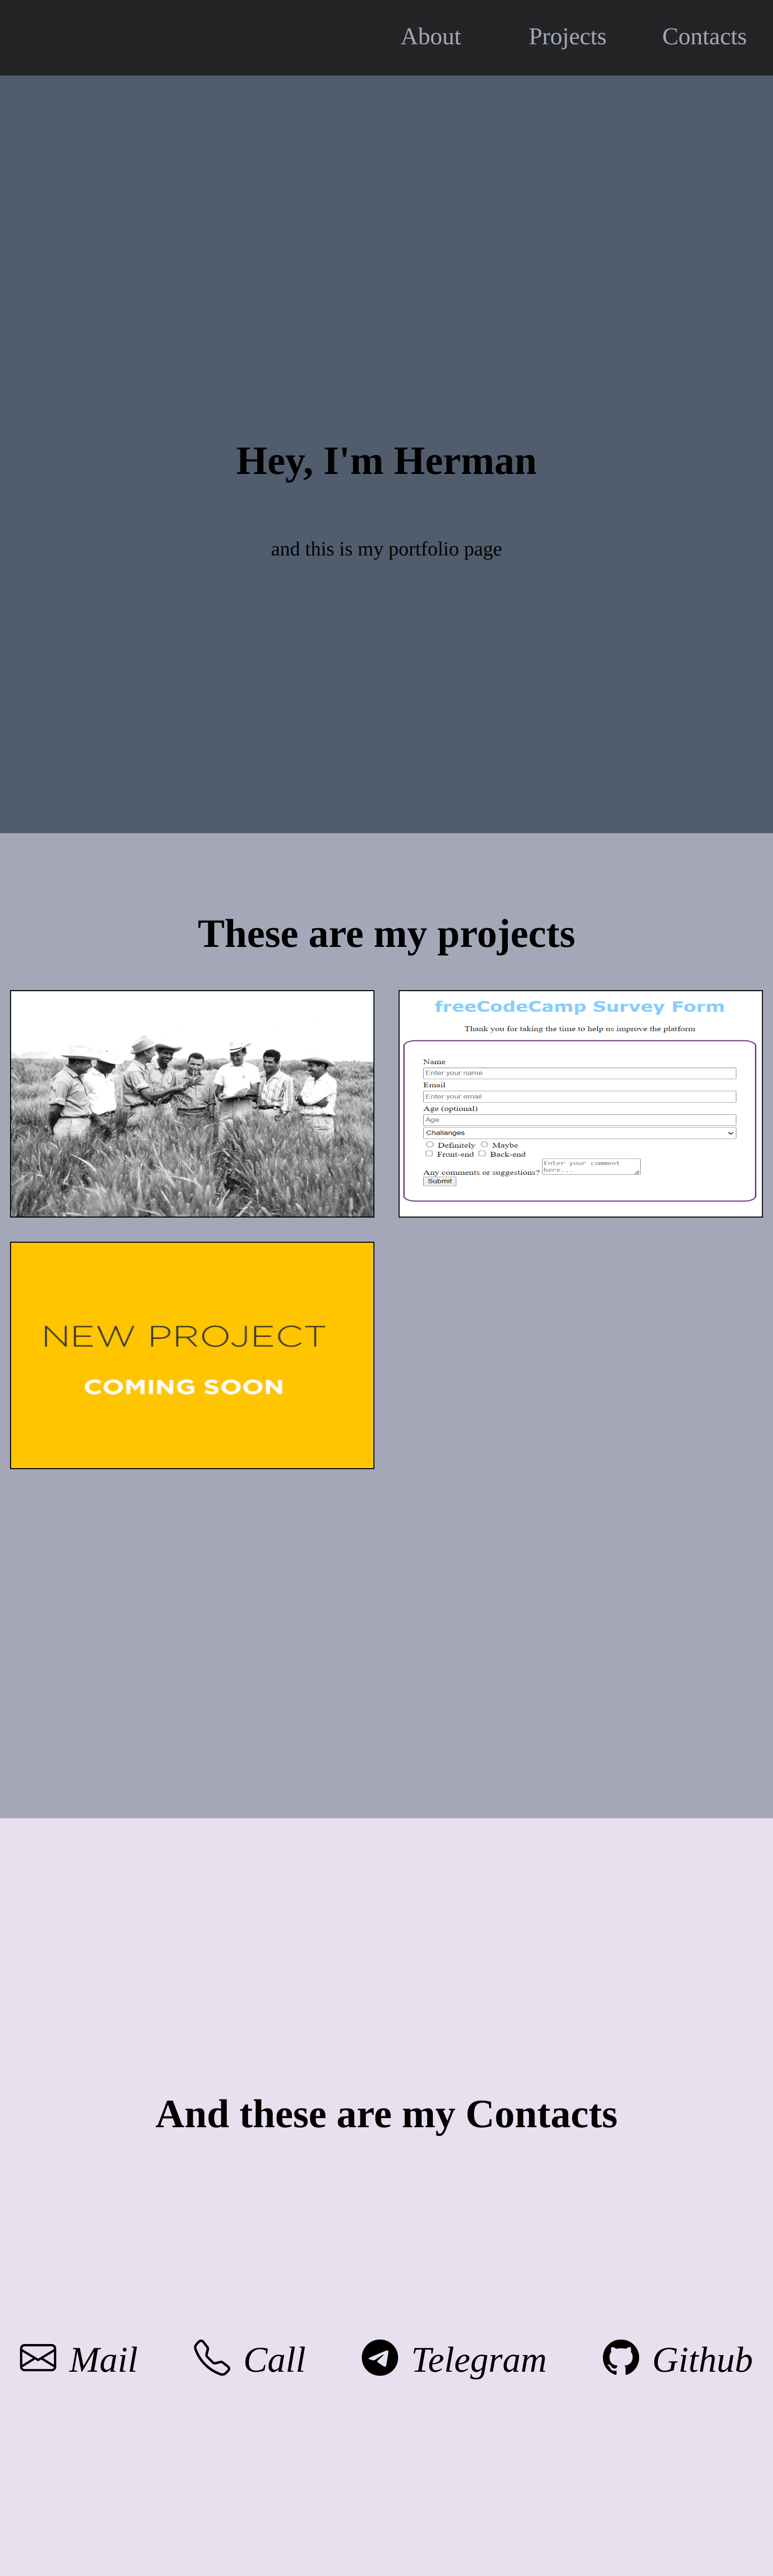 About Projects Contacts
Hey, I'm Herman
and this is my portfolio page
These are my projects
freeCodeCamp Survey Form
Thank you for taking the time to help us improve the platform
Name
Enter your name
Email
Enter your email
Age (optional)
Age
Challanges
Definitely Maybe
Front-end Back-end
Any comments or suggestions? Enter your comment
here...
Submit
NEW PROJECT
COMING SOON
And these are my Contacts
Mail Call Telegram Github